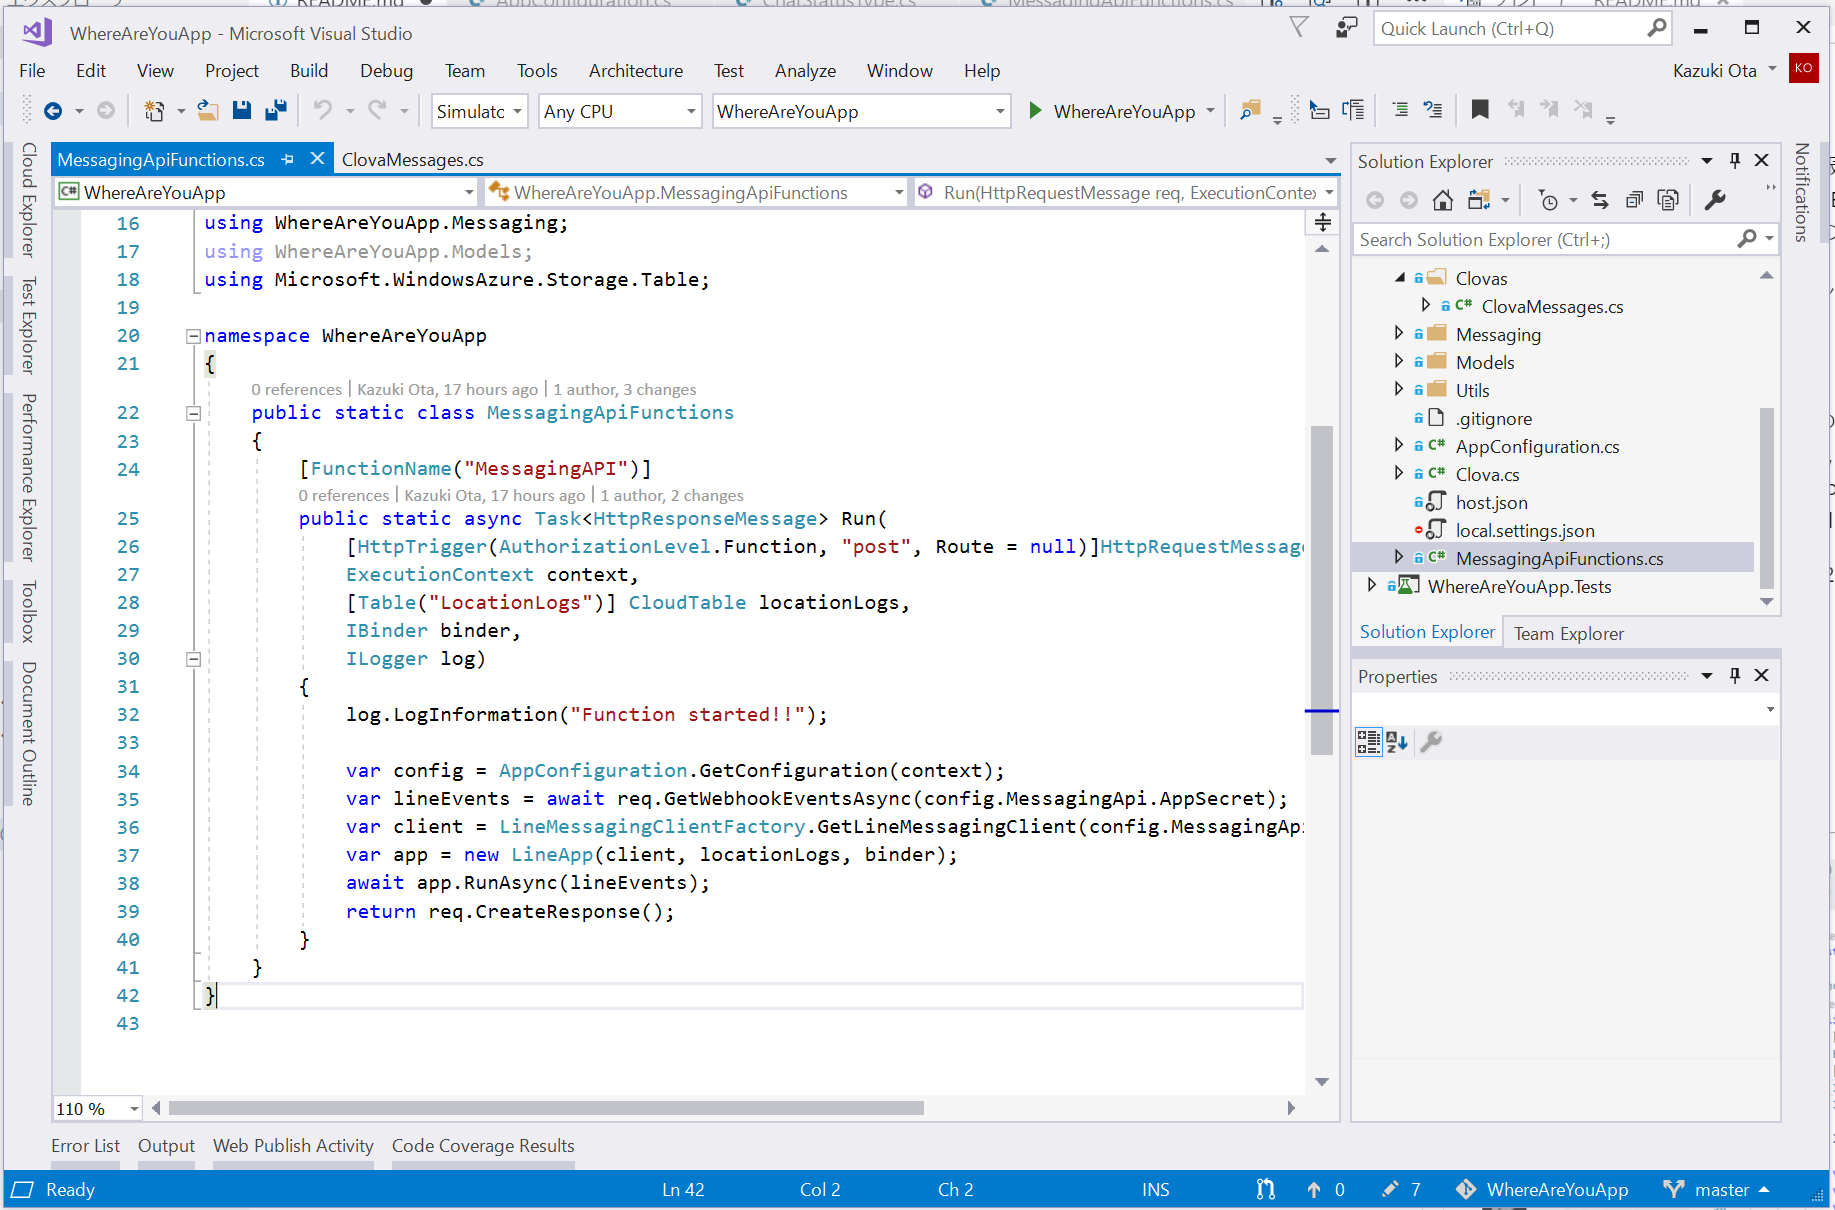 README.md
AppConfiguration.cs
ChatStatusType.cs
MessagingApiFunctions.cs
README.md
WhereAreYouApp - Microsoft Visual Studio
Quick Launch (Ctrl+Q)
File Edit View Project Build Debug Team Tools Architecture Test Analyze Window Help
Kazuki Ota KO
Simulatc Any CPU WhereAreYouApp WhereAreYouApp
Cloud Explorer
Test Explorer
Performance Explorer
Toolbox
Document Outline
MessagingApiFunctions.cs ClovaMessages.cs
C# WhereAreYouApp WhereAreYouApp.MessagingApiFunctions Run(HttpRequestMessage req, ExecutionContex
16 using WhereAreYouApp.Messaging;
17 using WhereAreYouApp.Models;
18 using Microsoft.WindowsAzure.Storage.Table;
19
20 namespace WhereAreYouApp
21 {
0 references | Kazuki Ota, 17 hours ago | 1 author, 3 changes
22 public static class MessagingApiFunctions
23 {
24 [FunctionName("MessagingAPI")]
0 references | Kazuki Ota, 17 hours ago | 1 author, 2 changes
25 public static async Task<HttpResponseMessage> Run(
26 [HttpTrigger(AuthorizationLevel.Function, "post", Route = null)]HttpRequestMessag
27 ExecutionContext context,
28 [Table("LocationLogs")] CloudTable locationLogs,
29 IBinder binder,
30 ILogger log)
31 {
32 log.LogInformation("Function started!!");
33
34 var config = AppConfiguration.GetConfiguration(context);
35 var lineEvents = await req.GetWebhookEventsAsync(config.MessagingApi.AppSecret);
36 var client = LineMessagingClientFactory.GetLineMessagingClient(config.MessagingAp
37 var app = new LineApp(client, locationLogs, binder);
38 await app.RunAsync(lineEvents);
39 return req.CreateResponse();
40 }
41 }
42 }
43
110 %
Solution Explorer
Search Solution Explorer (Ctrl+;)
Clovas
C# ClovaMessages.cs
Messaging
Models
Utils
.gitignore
C# AppConfiguration.cs
C# Clova.cs
host.json
local.settings.json
C# MessagingApiFunctions.cs
WhereAreYouApp.Tests
Solution Explorer Team Explorer
Properties
Notifications
Error List Output Web Publish Activity Code Coverage Results
Ready Ln 42 Col 2 Ch 2 INS 0 7 WhereAreYouApp master